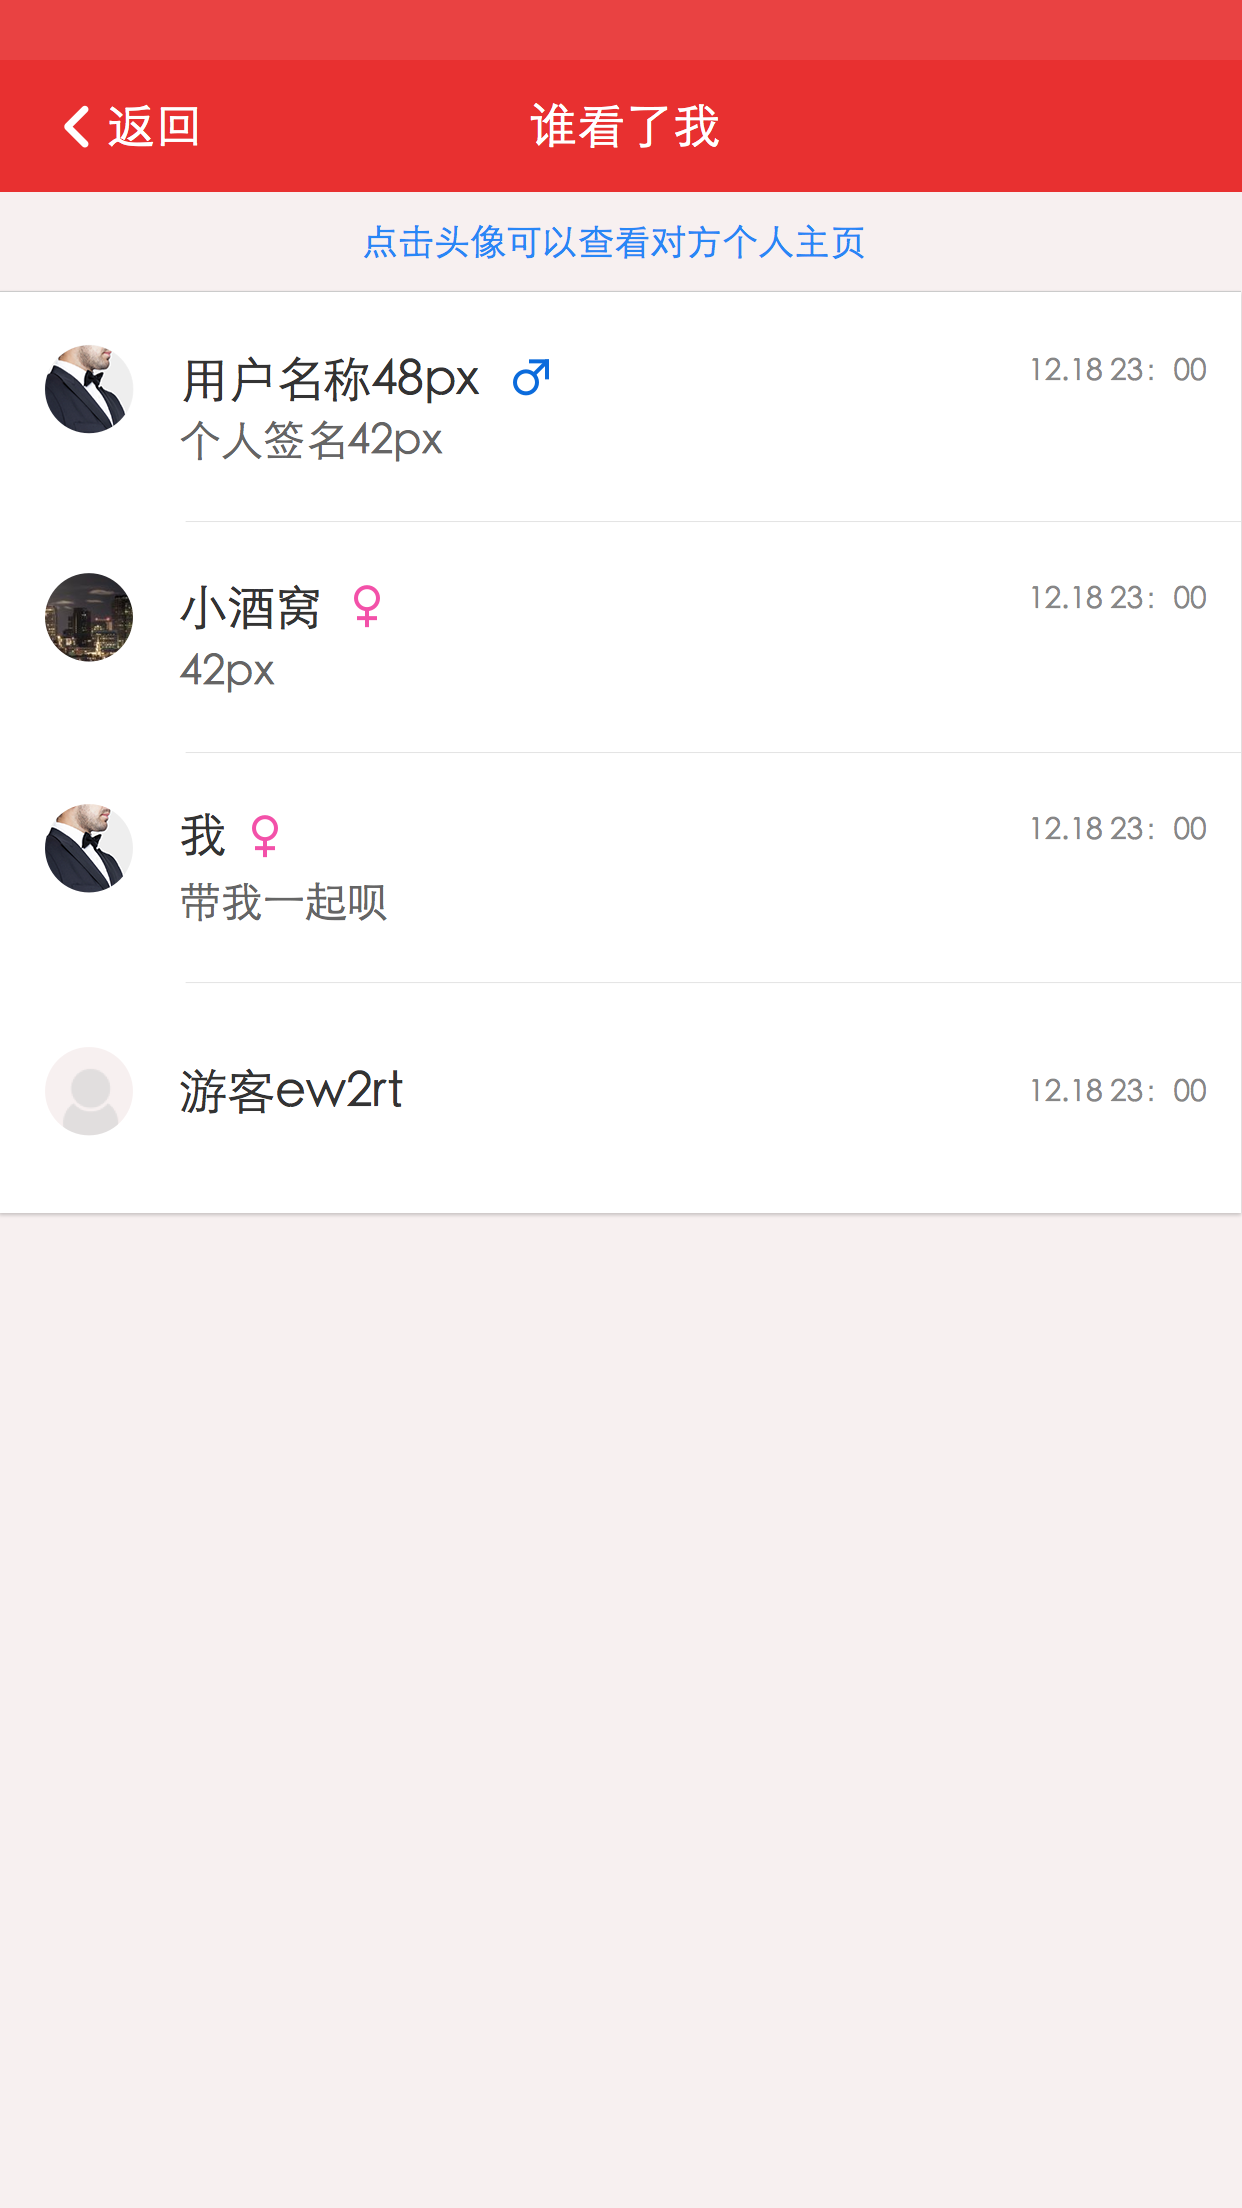 返回
谁看了我
点击头像可以查看对方个人主页
用户名称48px ♂ 12.18 23：00
个人签名42px
小酒窝 ♀ 12.18 23：00
42px
我 ♀ 12.18 23：00
带我一起呗
游客ew2rt 12.18 23：00